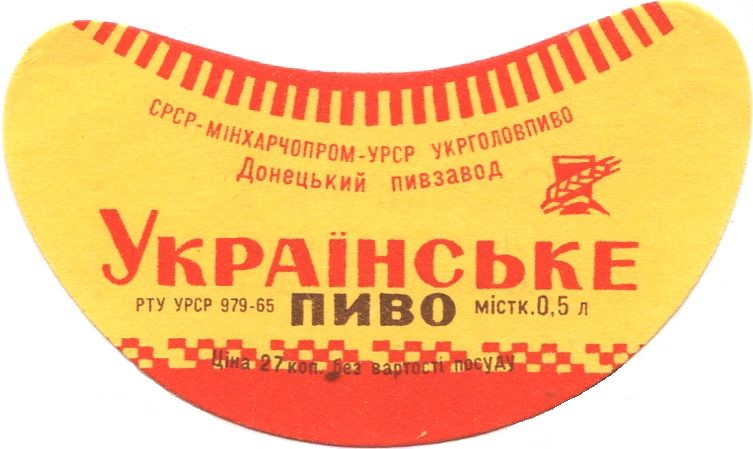 СРСР-МІНХАРЧОПРОМ-УРСР УКРГОЛОВПИВО
Донецький пивзавод
УКРАЇНСЬКЕ
РТУ УРСР 979-65 ПИВО МІСТК.0,5 л
Ціна 27 коп. без вартості посуду